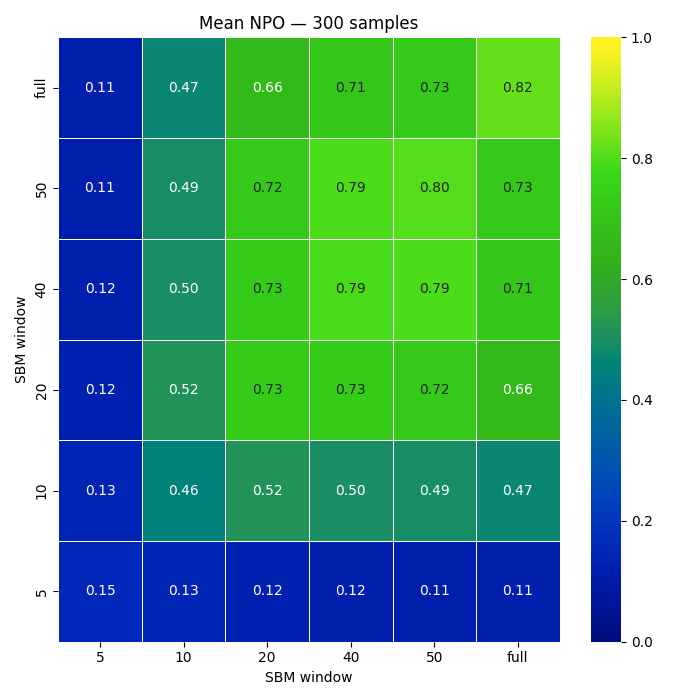 Mean NPO — 300 samples
full 0.11 0.47 0.66 0.71 0.73 0.82
50 0.11 0.49 0.72 0.79 0.80 0.73
40 0.12 0.50 0.73 0.79 0.79 0.71
20 0.12 0.52 0.73 0.73 0.72 0.66
10 0.13 0.46 0.52 0.50 0.49 0.47
5 0.15 0.13 0.12 0.12 0.11 0.11
5 10 20 40 50 full
SBM window
SBM window
1.0
0.8
0.6
0.4
0.2
0.0